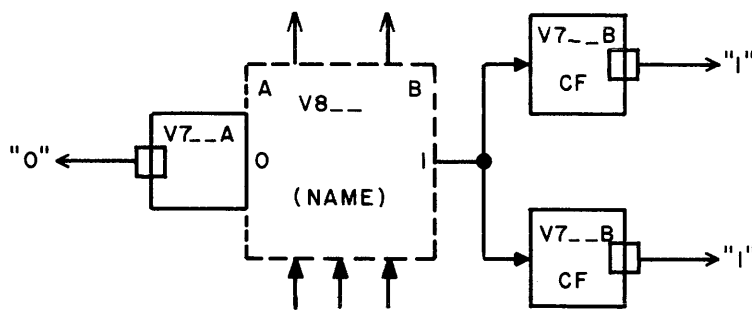 V7__B
"1"
CF
A
B
V8__
V7__A
"0"
0
1
(NAME)
V7__B
"1"
CF